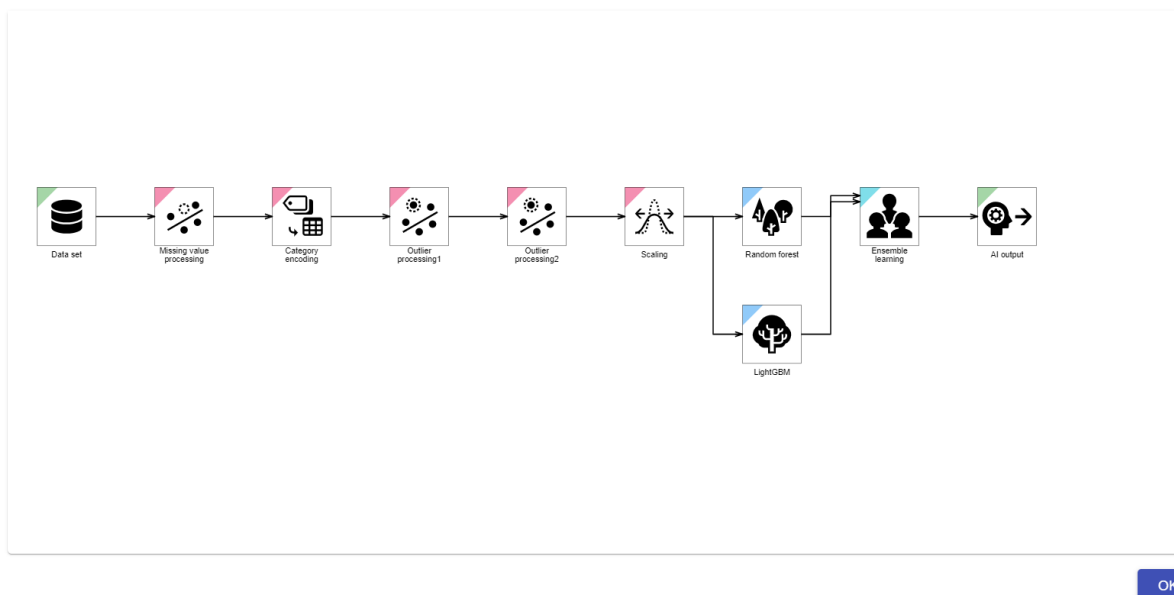 Data set
Missing value
processing
Category
encoding
Outlier
processing1
Outlier
processing2
Scaling
Random forest
Ensemble
learning
AI output
LightGBM
OK